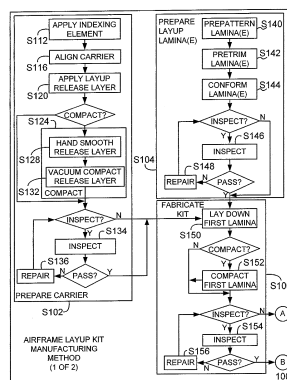 APPLY INDEXING
ELEMENT
S112
ALIGN CARRIER
S116
APPLY LAYUP
RELEASE LAYER
S120
COMPACT?
S124
HAND SMOOTH
RELEASE LAYER
S128
VACUUM COMPACT
RELEASE LAYER
S132
COMPACT
INSPECT?
N
Y
S134
INSPECT
S136
REPAIR
N
PASS?
Y
PREPARE CARRIER
S102
AIRFRAME LAYUP KIT
MANUFACTURING
METHOD
(1 OF 2)
PREPARE
LAYUP
LAMINA(E)
PREPATTERN
LAMINA(E)
S140
PRETRIM
LAMINA(E)
S142
CONFORM
LAMINA(E)
S144
INSPECT?
N
Y
S146
INSPECT
S148
REPAIR
N
PASS?
Y
S104
FABRICATE
KIT
LAY DOWN
FIRST LAMINA
S150
COMPACT?
N
Y
S152
COMPACT
FIRST LAMINA
INSPECT?
N
A
Y
S154
INSPECT
S156
REPAIR
N
PASS?
Y
B